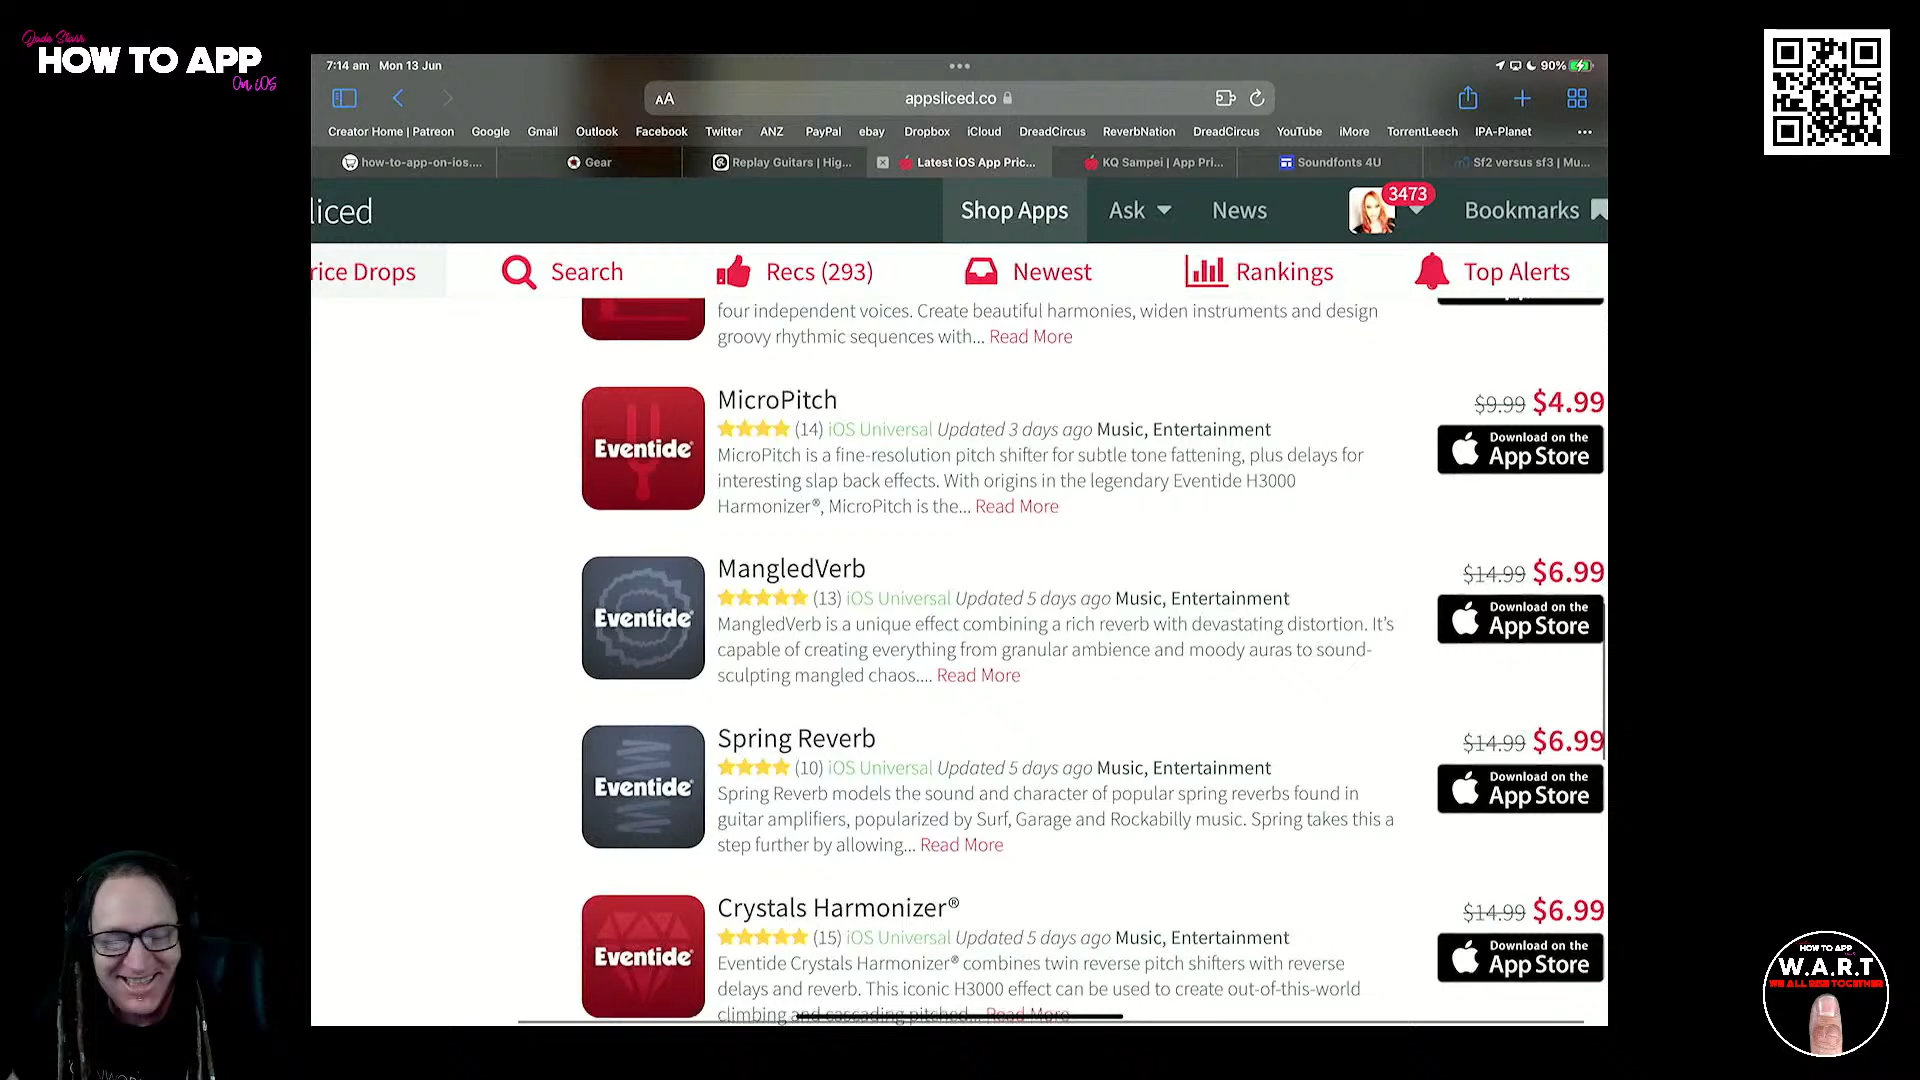 Jade Starr
HOW TO APP
On iOS
7:14 am Mon 13 Jun
90%
AA
appsliced.co
Creator Home | Patreon Google Gmail Outlook Facebook Twitter ANZ PayPal ebay Dropbox iCloud DreadCircus ReverbNation DreadCircus YouTube iMore TorrentLeech IPA-Planet
how-to-app-on-ios.... Gear Replay Guitars | Hig... Latest iOS App Pric... KQ Sampei | App Pri... Soundfonts 4U Sf2 versus sf3 | Mu...
liced Shop Apps Ask News 3473 Bookmarks
rice Drops Search Recs (293) Newest Rankings Top Alerts
four independent voices. Create beautiful harmonies, widen instruments and design
groovy rhythmic sequences with... Read More
Eventide
MicroPitch
$9.99 $4.99
(14) iOS Universal Updated 3 days ago Music, Entertainment
Download on the
App Store
MicroPitch is a fine-resolution pitch shifter for subtle tone fattening, plus delays for
interesting slap back effects. With origins in the legendary Eventide H3000
Harmonizer®, MicroPitch is the... Read More
Eventide
MangledVerb
$14.99 $6.99
(13) iOS Universal Updated 5 days ago Music, Entertainment
Download on the
App Store
MangledVerb is a unique effect combining a rich reverb with devastating distortion. It's
capable of creating everything from granular ambience and moody auras to sound-
sculpting mangled chaos.... Read More
Eventide
Spring Reverb
$14.99 $6.99
(10) iOS Universal Updated 5 days ago Music, Entertainment
Download on the
App Store
Spring Reverb models the sound and character of popular spring reverbs found in
guitar amplifiers, popularized by Surf, Garage and Rockabilly music. Spring takes this a
step further by allowing... Read More
Eventide
Crystals Harmonizer®
$14.99 $6.99
(15) iOS Universal Updated 5 days ago Music, Entertainment
Download on the
App Store
Eventide Crystals Harmonizer® combines twin reverse pitch shifters with reverse
delays and reverb. This iconic H3000 effect can be used to create out-of-this-world
climbing and cascading pitched... Read More
HOW TO APP
W.A.R.T
WE ALL RISE TOGETHER